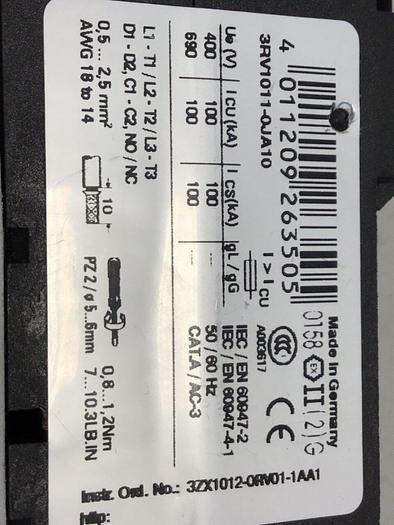 4 011209 263505
Made in Germany
0158 Ex II (2) G
3RV1011-0JA10
CCC CE
A003617
I > ICU
Ue (V) ICU(kA) ICS(kA) gL / gG
400 100 100 ---
690 100 100 ---
IEC / EN 60947-2
IEC / EN 60947-4-1
50 / 60 Hz
CAT.A / AC-3
L1 - T1 / L2 - T2 / L3 - T3
D1 - D2, C1 - C2, NO / NC
0,5 ... 2,5 mm²
AWG 18 to 14
10
PZ 2 / ø 5...6mm
0,8...1,2Nm
7...10.3LB.IN
Instr. Ord. No.: 3ZX1012-0RV01-1AA1
http: